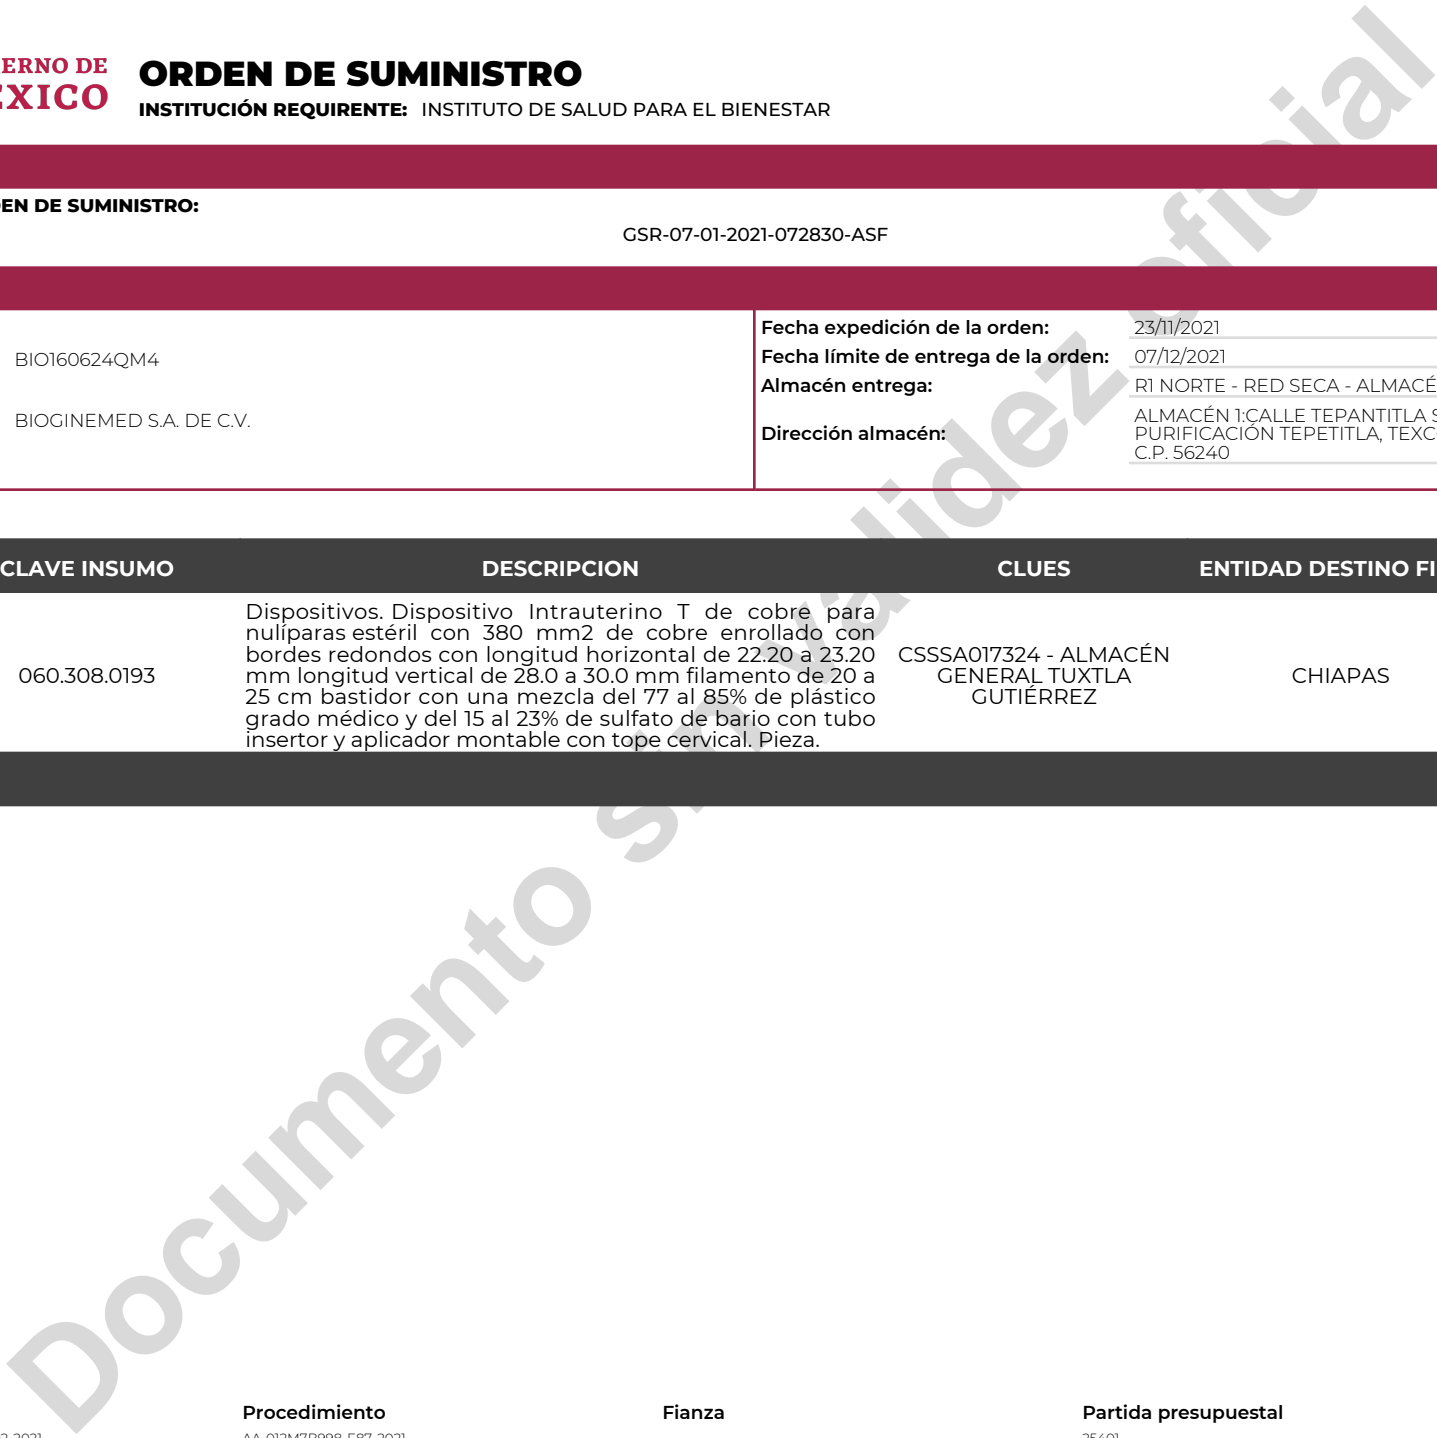 ERNO DE
EXICO
ORDEN DE SUMINISTRO
INSTITUCIÓN REQUIRENTE: INSTITUTO DE SALUD PARA EL BIENESTAR
EN DE SUMINISTRO:
GSR-07-01-2021-072830-ASF
BIO160624QM4
BIOGINEMED S.A. DE C.V.
Fecha expedición de la orden: 23/11/2021
Fecha límite de entrega de la orden: 07/12/2021
Almacén entrega: R1 NORTE - RED SECA - ALMACÉ
Dirección almacén:
ALMACÉN 1:CALLE TEPANTITLA S
PURIFICACIÓN TEPETITLA, TEXC
C.P. 56240
CLAVE INSUMO DESCRIPCION CLUES ENTIDAD DESTINO FI
060.308.0193
Dispositivos. Dispositivo Intrauterino T de cobre para
nulíparas estéril con 380 mm2 de cobre enrollado con
bordes redondos con longitud horizontal de 22.20 a 23.20
mm longitud vertical de 28.0 a 30.0 mm filamento de 20 a
25 cm bastidor con una mezcla del 77 al 85% de plástico
grado médico y del 15 al 23% de sulfato de bario con tubo
insertor y aplicador montable con tope cervical. Pieza.
CSSSA017324 - ALMACÉN
GENERAL TUXTLA
GUTIÉRREZ
CHIAPAS
Documento sin validez oficial
Procedimiento Fianza Partida presupuestal